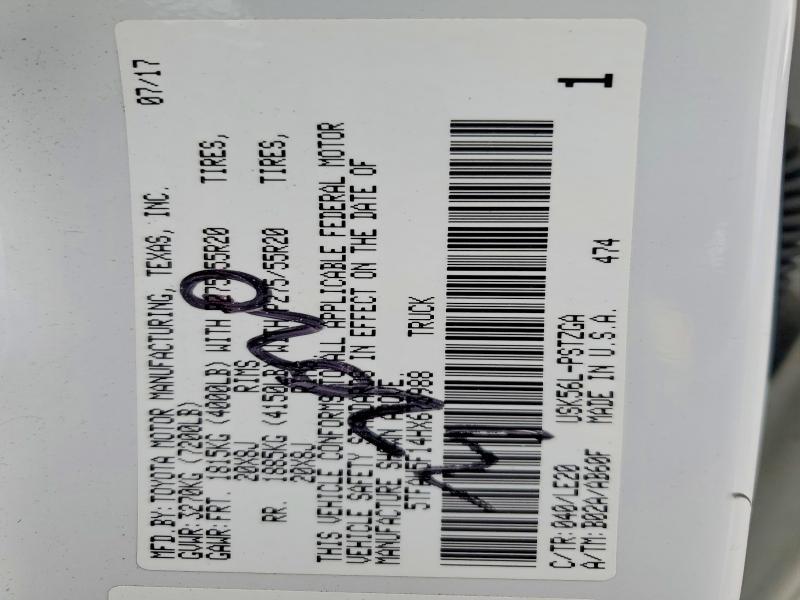 MFD.BY: TOYOTA MOTOR MANUFACTURING, TEXAS, INC. 07/17
GVWR: 3270KG (7200LB)
GAWR: FRT. 1815KG (4000LB) WITH P275/55R20 TIRES,
20X8J RIMS
RR. 1885KG (4150LB) WITH P275/55R20 TIRES,
20X8J
THIS VEHICLE CONFORMS TO ALL APPLICABLE FEDERAL MOTOR
VEHICLE SAFETY STANDARDS IN EFFECT ON THE DATE OF
MANUFACTURE SHOWN ABOVE.
TRUCK
C/TR: 040/LE20 USK56L-PSTZGA
A/TM: B02A/AB60F MADE IN U.S.A. 474
1